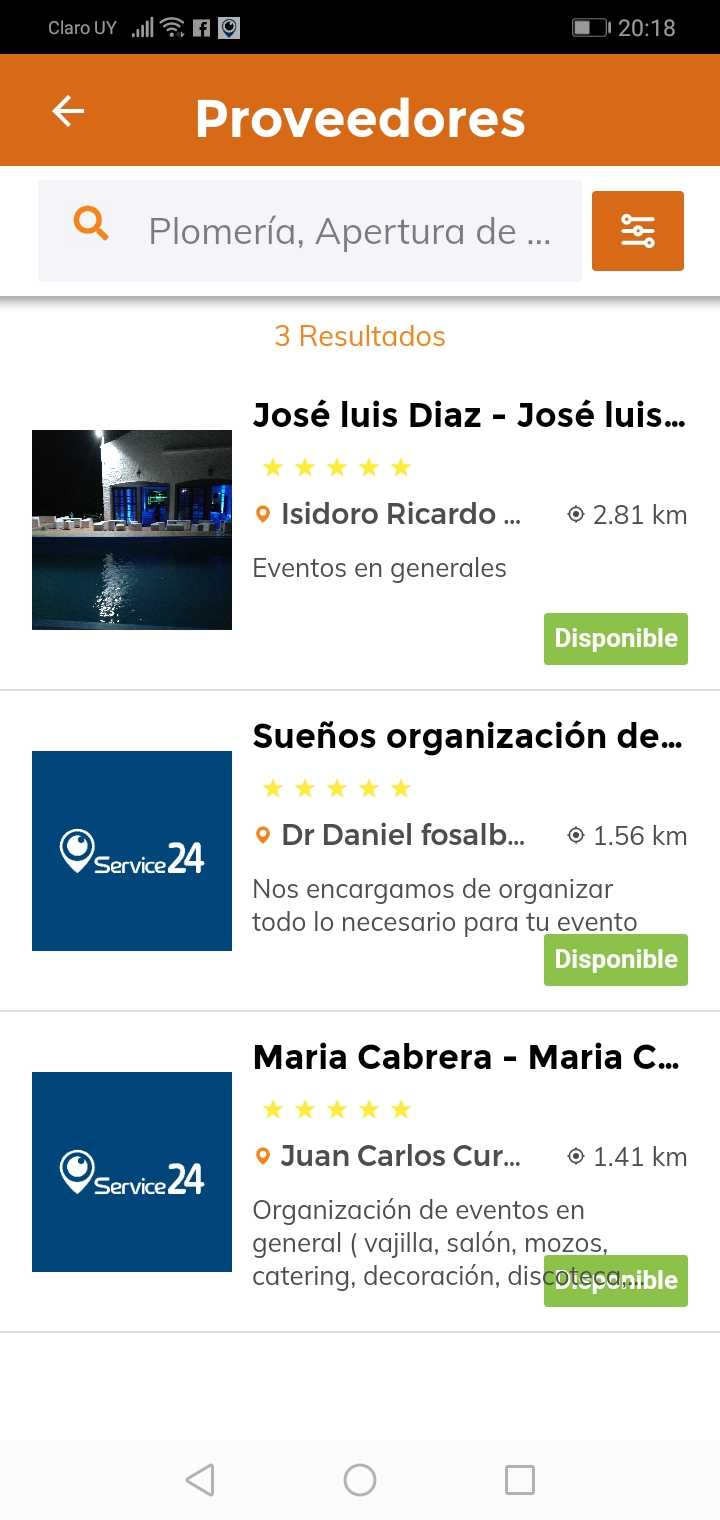 Claro UY 20:18
Proveedores
Plomería, Apertura de ...
3 Resultados
José luis Diaz - José luis...
Isidoro Ricardo ... 2.81 km
Eventos en generales
Disponible
Sueños organización de...
Dr Daniel fosalb... 1.56 km
Service24
Nos encargamos de organizar
todo lo necesario para tu evento
Disponible
Maria Cabrera - Maria C...
Juan Carlos Cur... 1.41 km
Service24
Organización de eventos en
general ( vajilla, salón, mozos,
catering, decoración, discoteca,...
Disponible